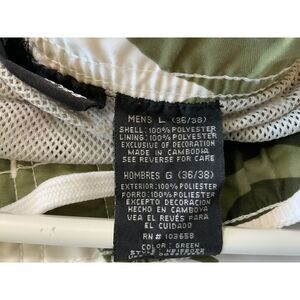 MENS L (36/38)
SHELL: 100% POLYESTER
LINING: 100% POLYESTER
EXCLUSIVE OF DECORATION
MADE IN CAMBODIA
SEE REVERSE FOR CARE
HOMBRES G (36/38)
EXTERIOR: 100% POLIESTER
FORRO: 100% POLIESTER
EXCEPTO DECORACION
HECHO EN CAMBOYA
VEA EL REVÉS PARA
EL CUIDADO
RN# 103658
COLOR: GREEN
STYLE: